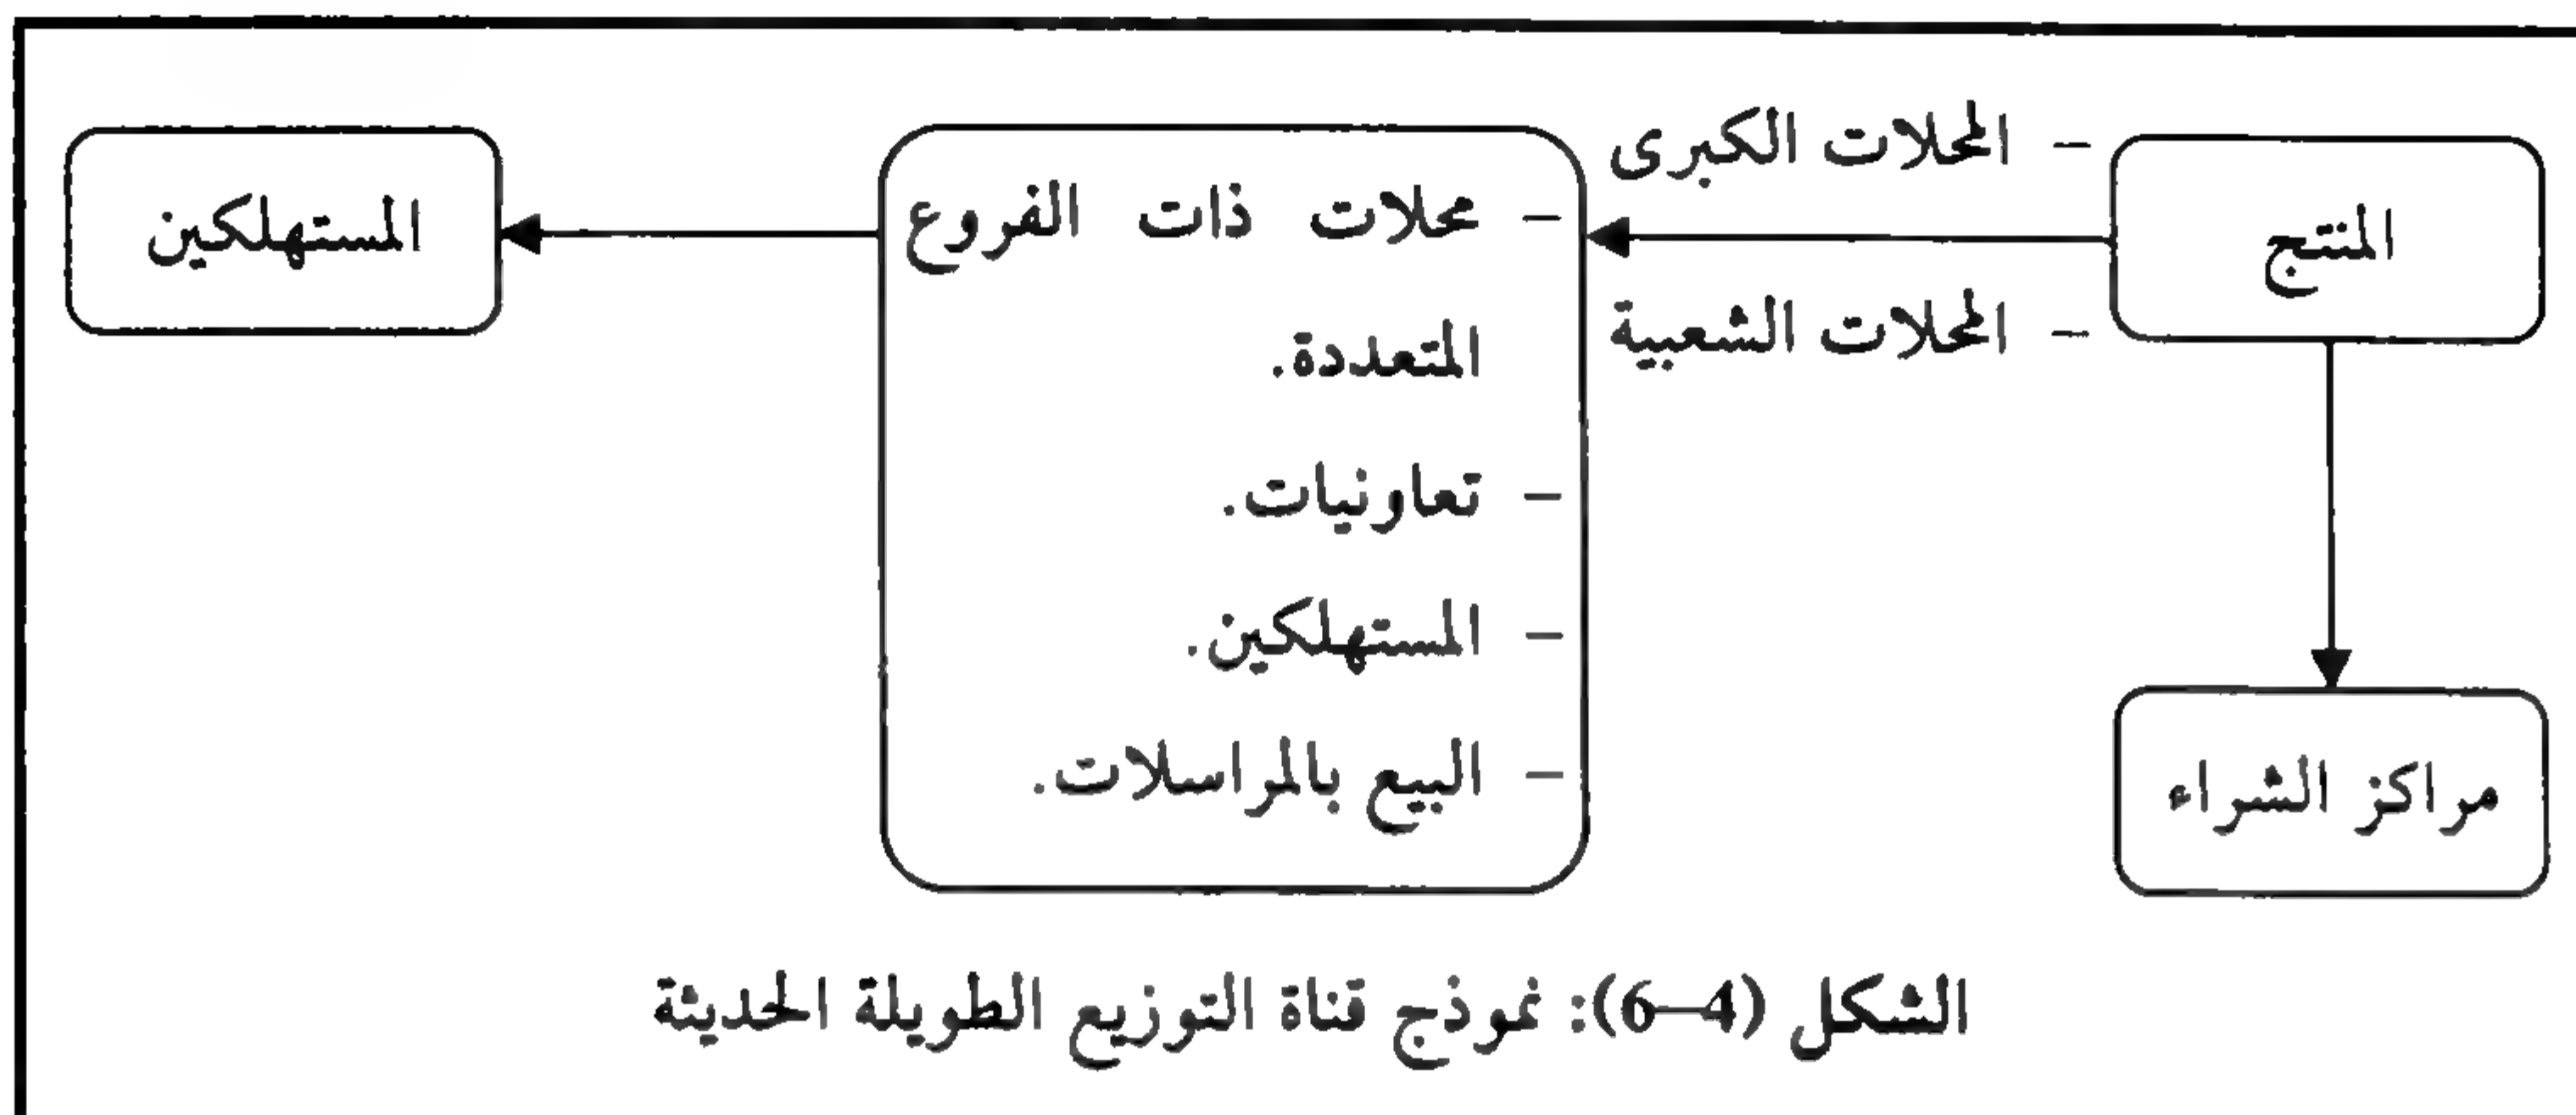 المنتج
– المحلات الكبرى
– المحلات الشعبية
– محلات ذات الفروع
المتعددة.
– تعاونيات.
– المستهلكين.
– البيع بالمراسلات.
المستهلكين
مراكز الشراء
الشكل (4–6): نموذج قناة التوزيع الطويلة الحديثة